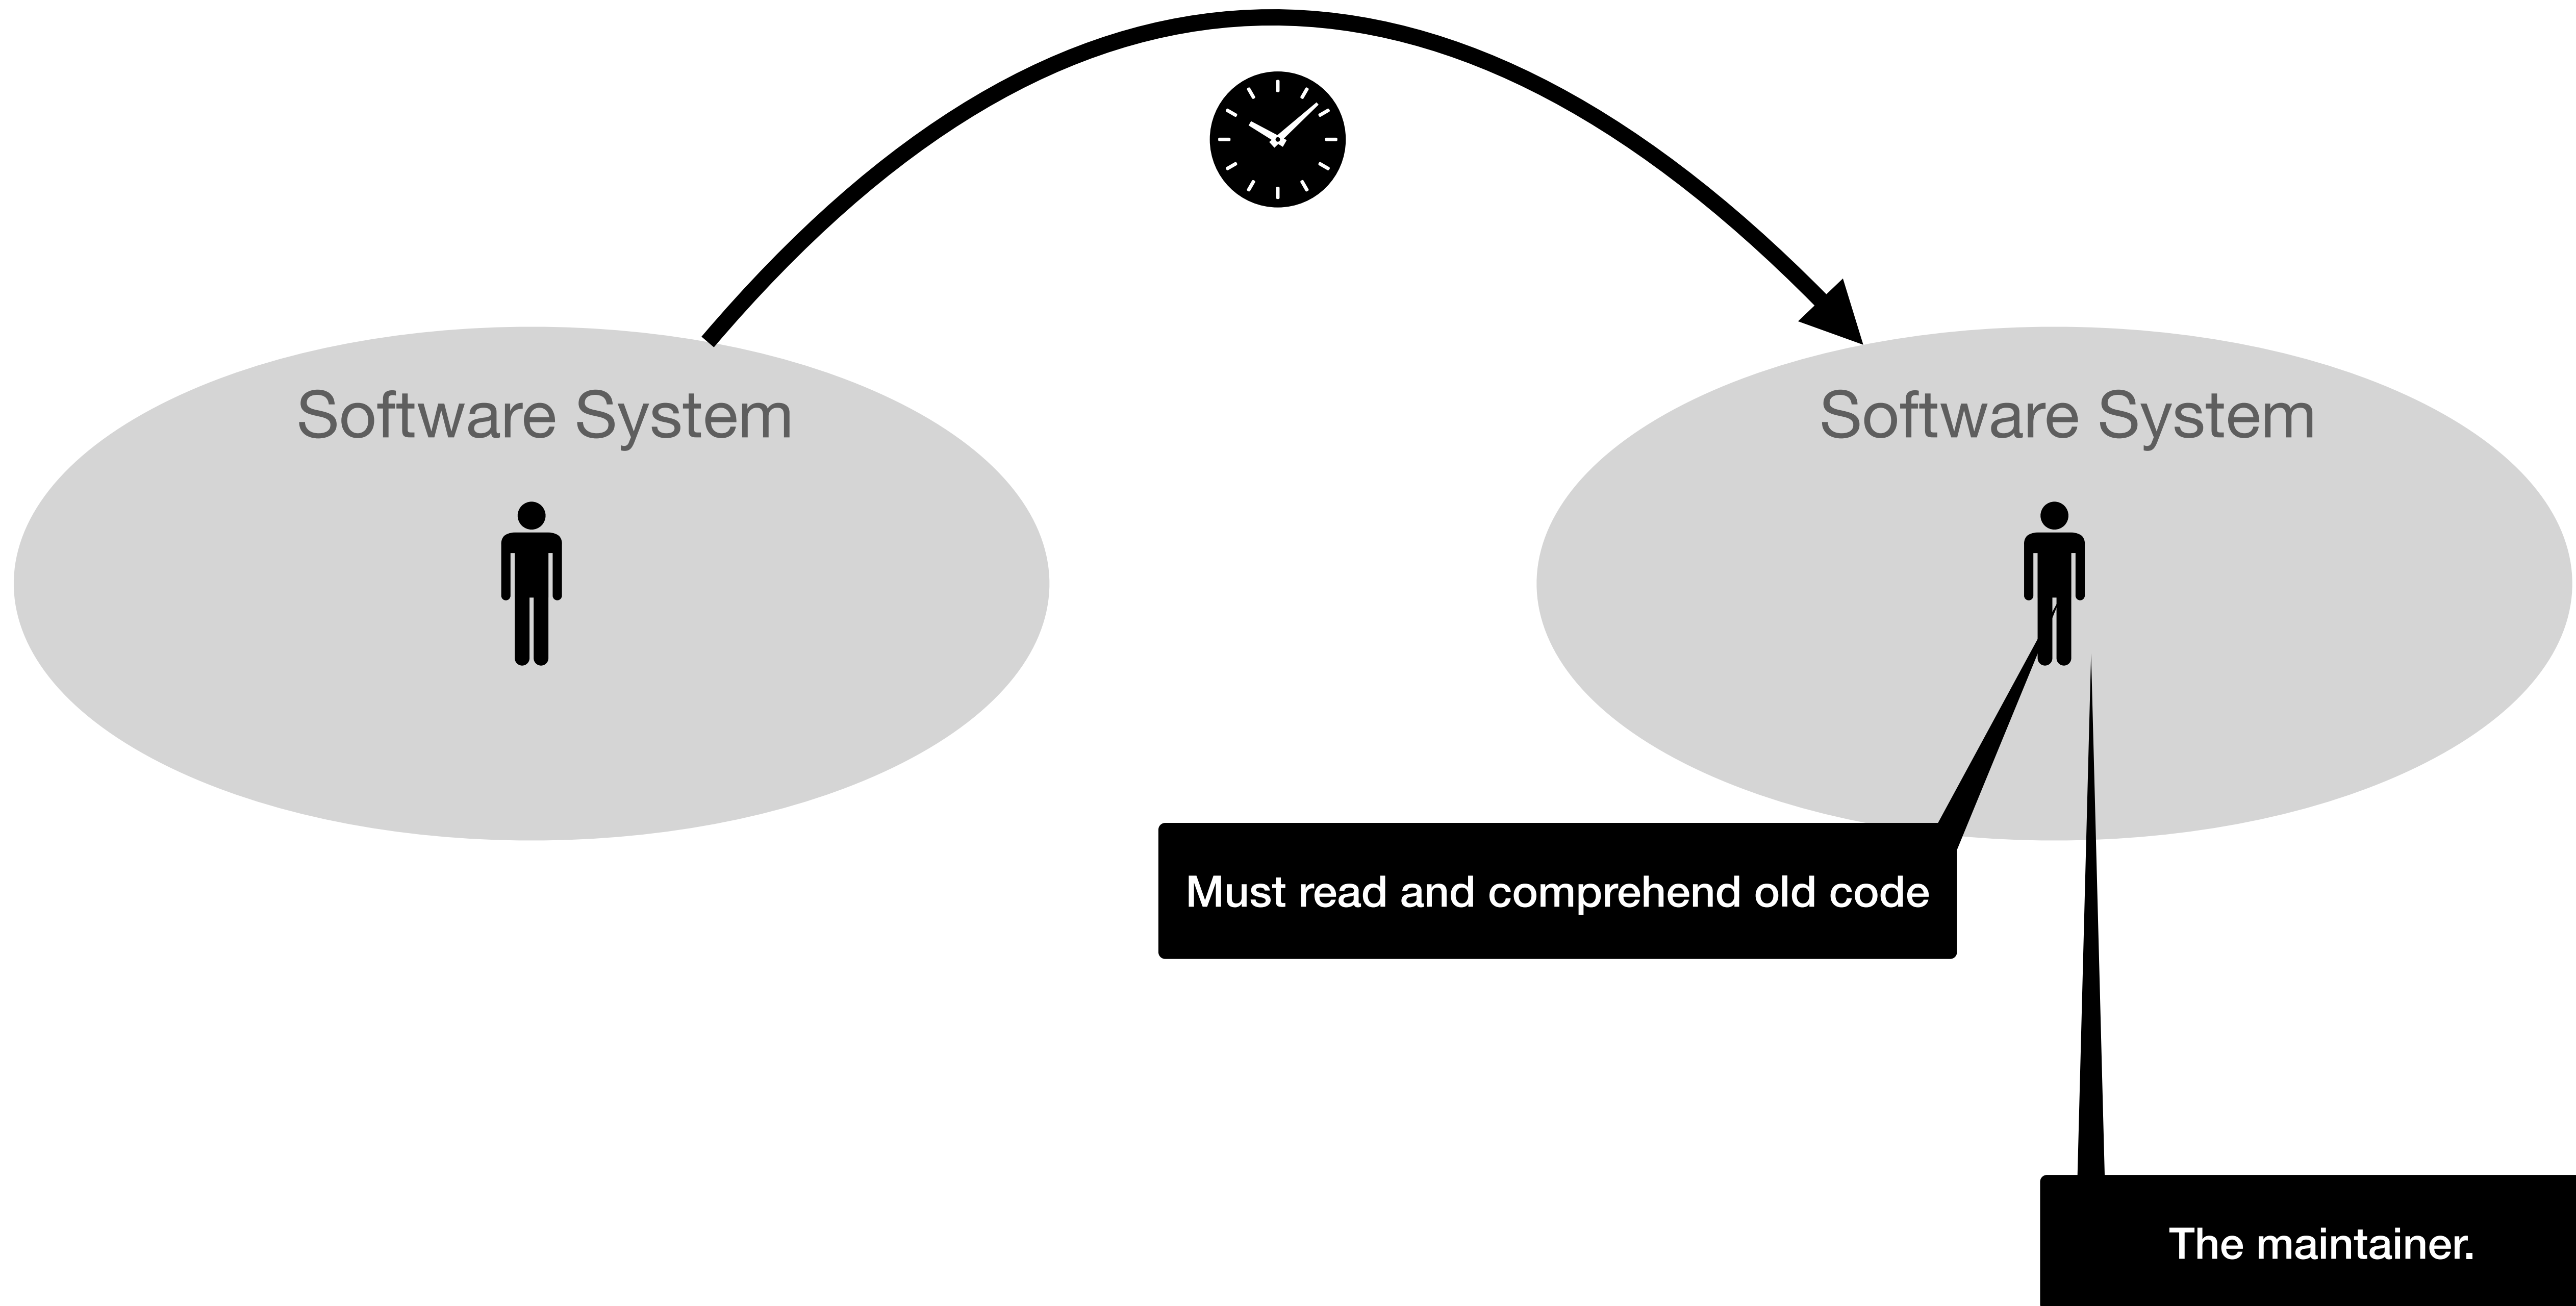 Software System
Software System
Must read and comprehend old code
The maintainer.